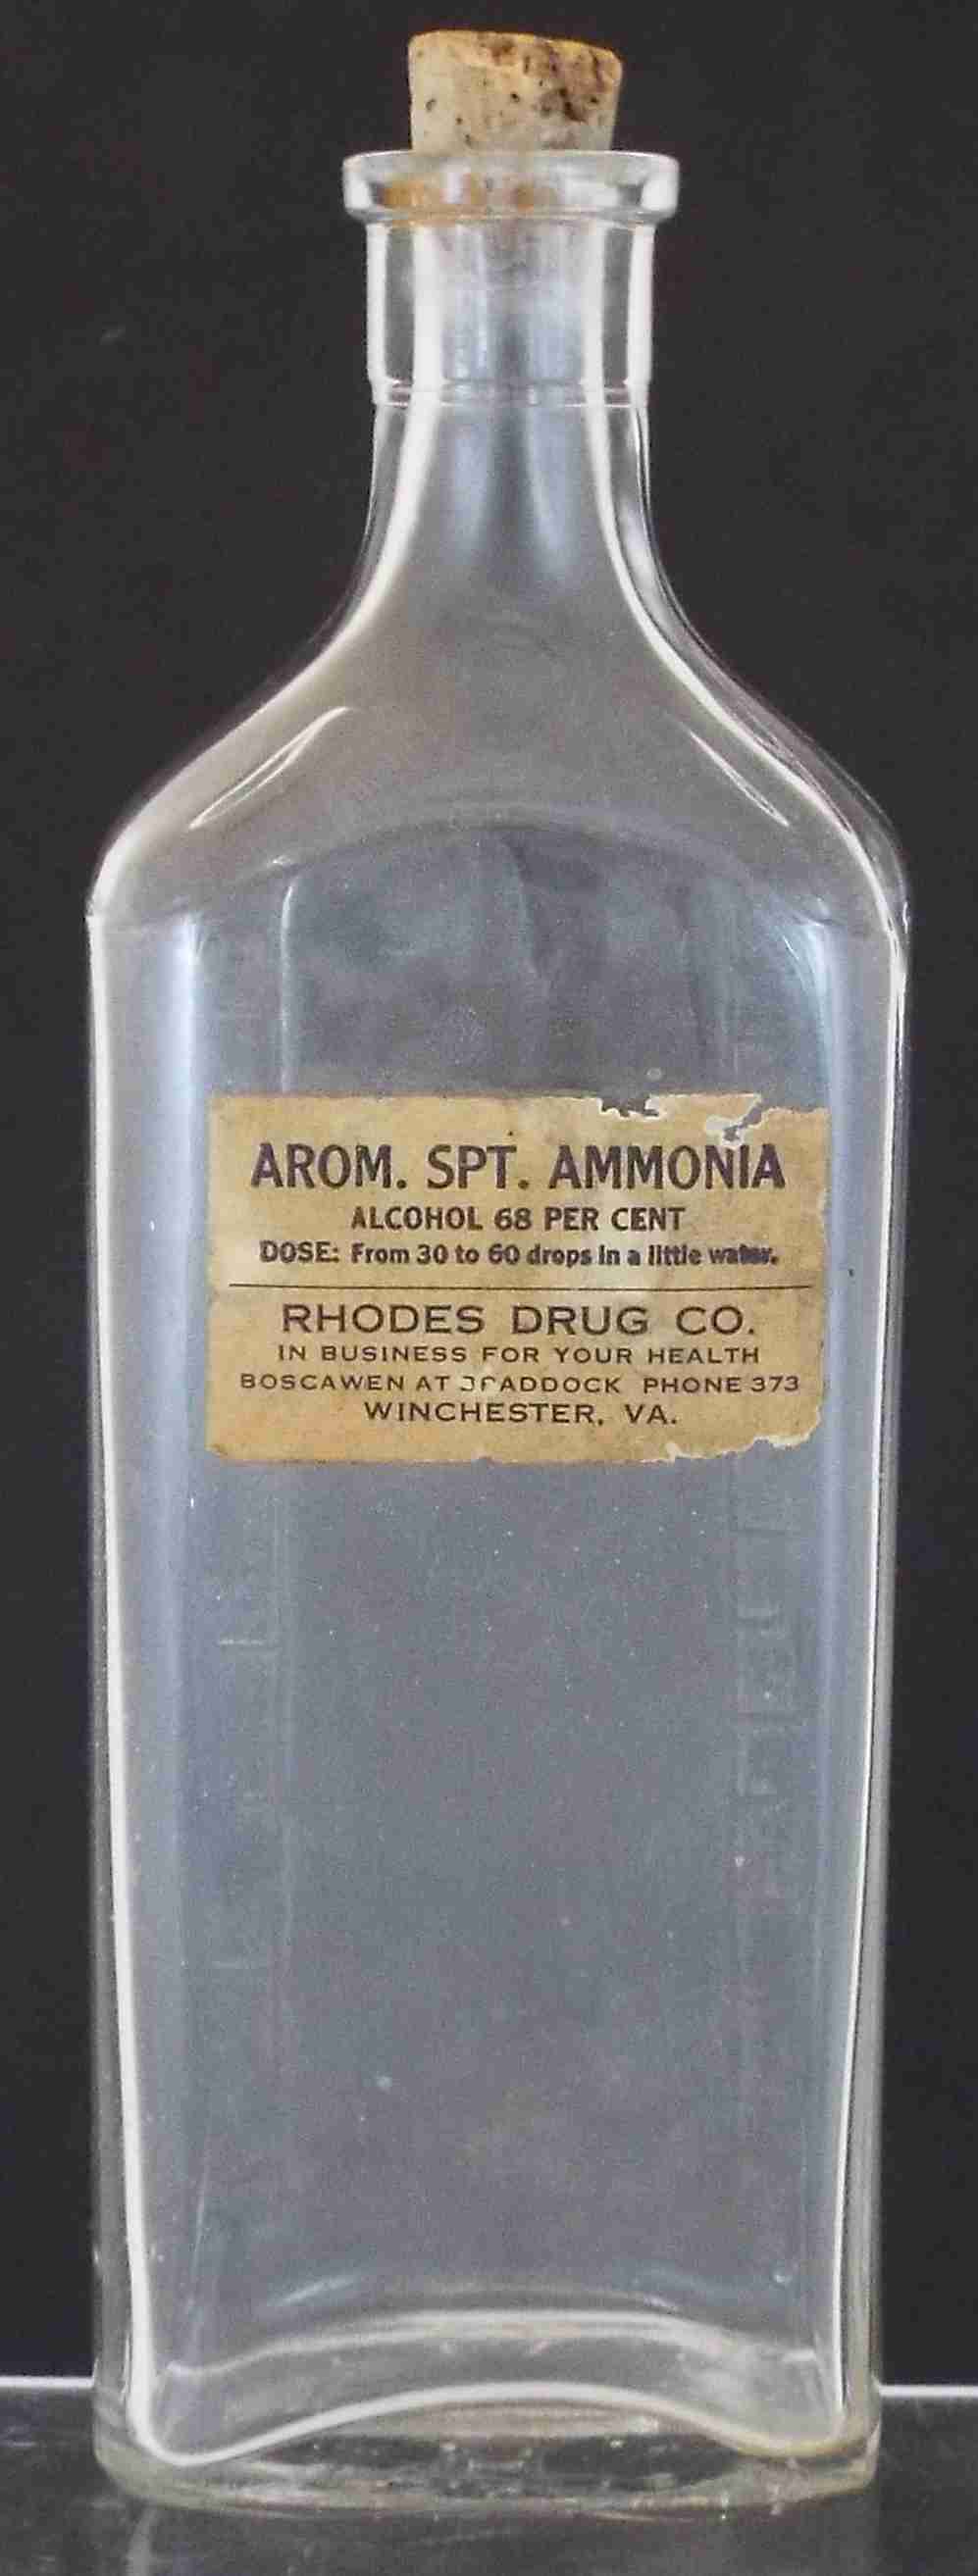 AROM. SPT. AMMONIA
ALCOHOL 68 PER CENT
DOSE: From 30 to 60 drops in a little water.
RHODES DRUG CO.
IN BUSINESS FOR YOUR HEALTH
BOSCAWEN AT PHONE 373
WINCHESTER, VA.